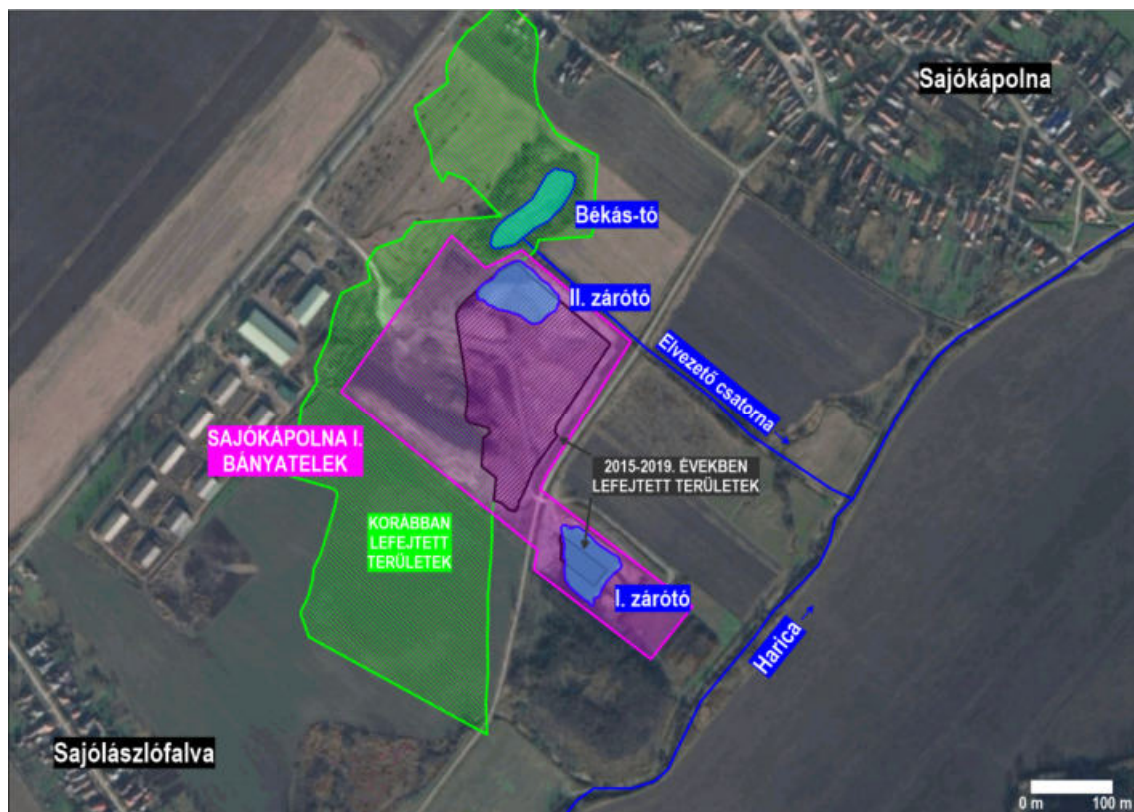 Sajókápolna
Békás-tó
II. zárótó
Elvezető csatorna
SAJÓKÁPOLNA I.
BÁNYATELEK
2015-2019. ÉVEKBEN
LEFEJTETT TERÜLETEK
KORÁBBAN
LEFEJTETT
TERÜLETEK
I. zárótó
Harica
Sajólászlófalva
0 m 100 m